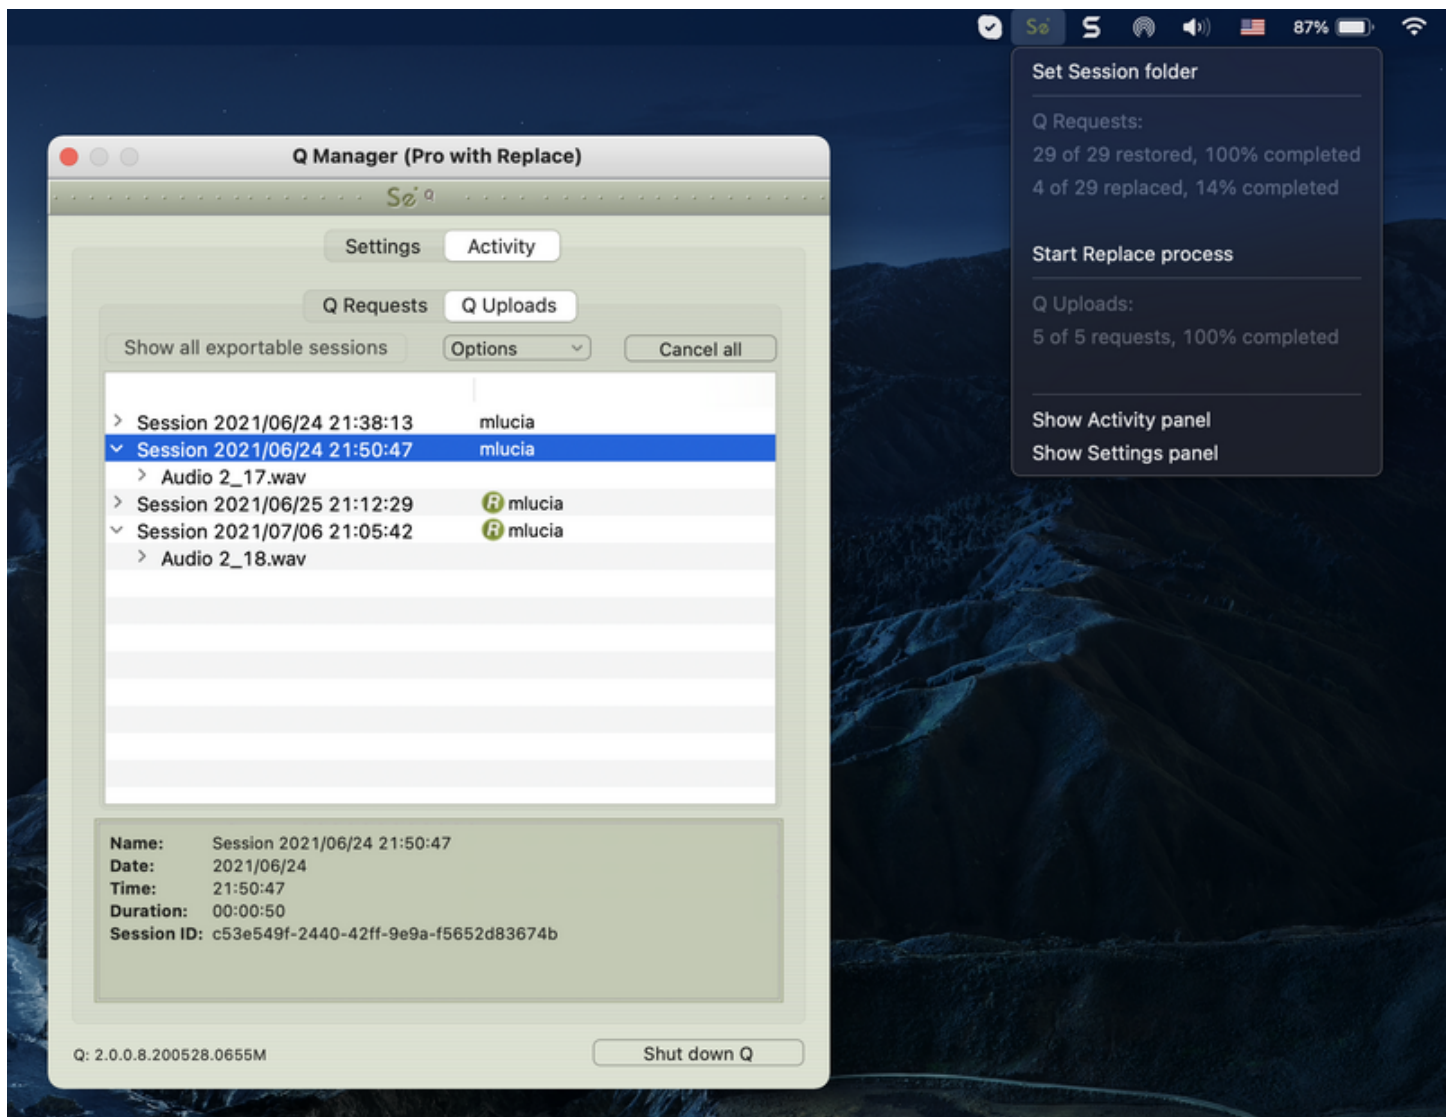 Sø S 87%
Set Session folder
Q Requests:
29 of 29 restored, 100% completed
4 of 29 replaced, 14% completed
Start Replace process
Q Uploads:
5 of 5 requests, 100% completed
Show Activity panel
Show Settings panel
Q Manager (Pro with Replace)
Sø Q
Settings Activity
Q Requests Q Uploads
Show all exportable sessions Options Cancel all
Session 2021/06/24 21:38:13 mlucia
Session 2021/06/24 21:50:47 mlucia
Audio 2_17.wav
Session 2021/06/25 21:12:29 R mlucia
Session 2021/07/06 21:05:42 R mlucia
Audio 2_18.wav
Name: Session 2021/06/24 21:50:47
Date: 2021/06/24
Time: 21:50:47
Duration: 00:00:50
Session ID: c53e549f-2440-42ff-9e9a-f5652d83674b
Q: 2.0.0.8.200528.0655M Shut down Q